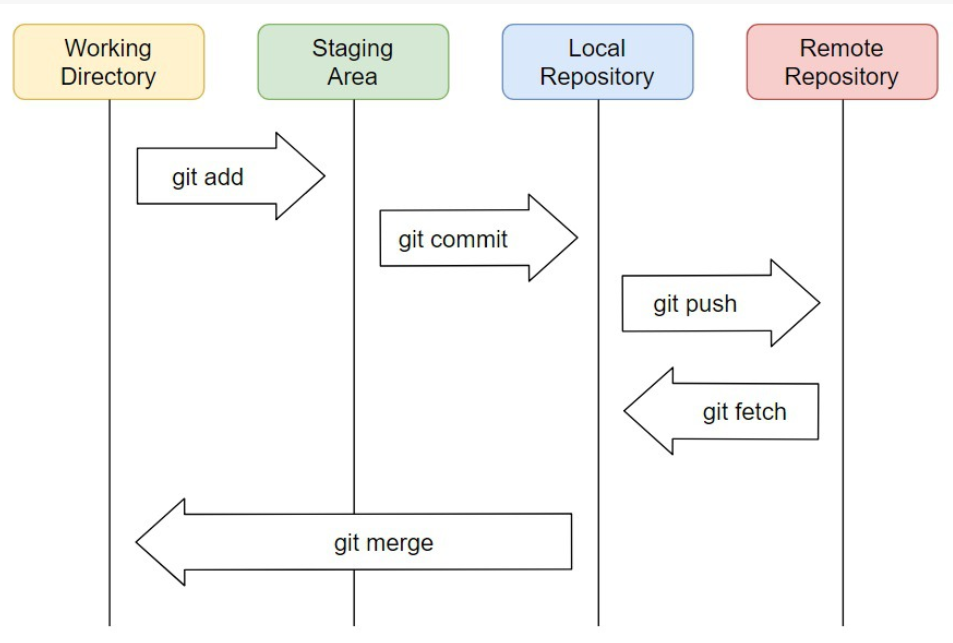 Working
Directory
Staging
Area
Local
Repository
Remote
Repository
git add
git commit
git push
git fetch
git merge